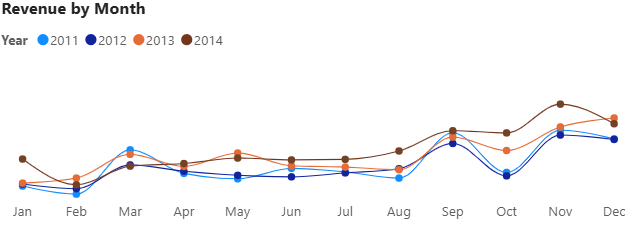 Revenue by Month
Year 2011 2012 2013 2014
Jan Feb Mar Apr May Jun Jul Aug Sep Oct Nov Dec